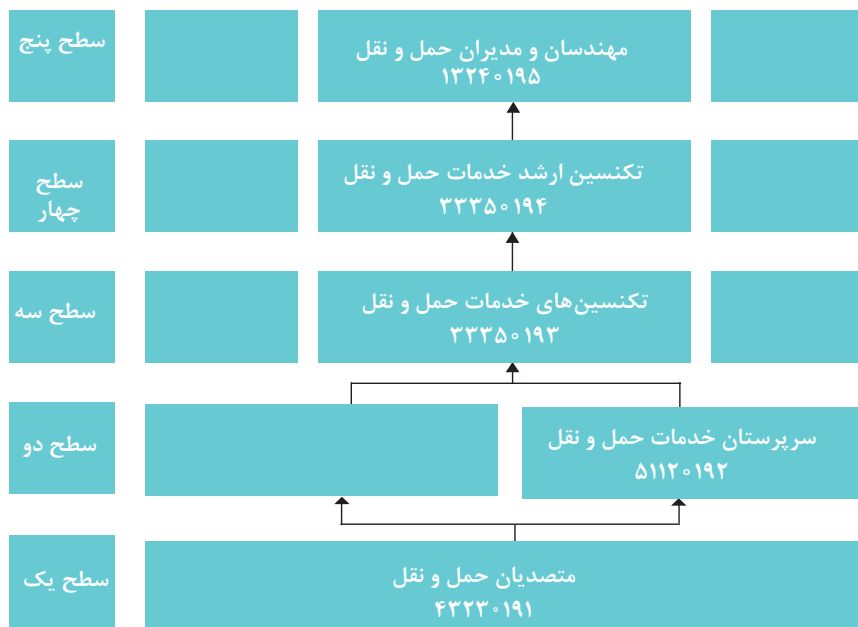 سطح پنج
مهندسان و مدیران حمل و نقل
۱۳۲۴۰۱۹۵
سطح
چهار
تکنسین ارشد خدمات حمل و نقل
۳۳۳۵۰۱۹۴
سطح سه
تکنسین‌های خدمات حمل و نقل
۳۳۳۵۰۱۹۳
سطح دو
سرپرستان خدمات حمل و نقل
۵۱۱۲۰۱۹۲
سطح یک
متصدیان حمل و نقل
۴۳۲۳۰۱۹۱